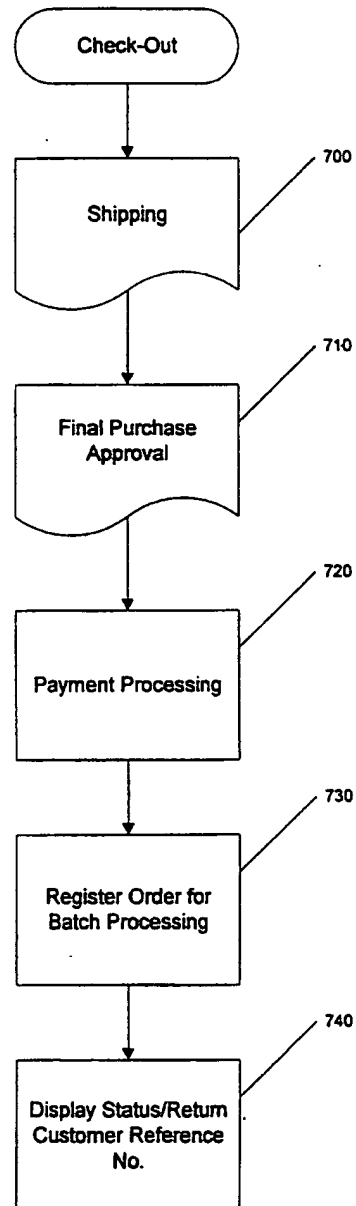 Check-Out
700
Shipping
710
Final Purchase
Approval
720
Payment Processing
730
Register Order for
Batch Processing
740
Display Status/Return
Customer Reference
No.